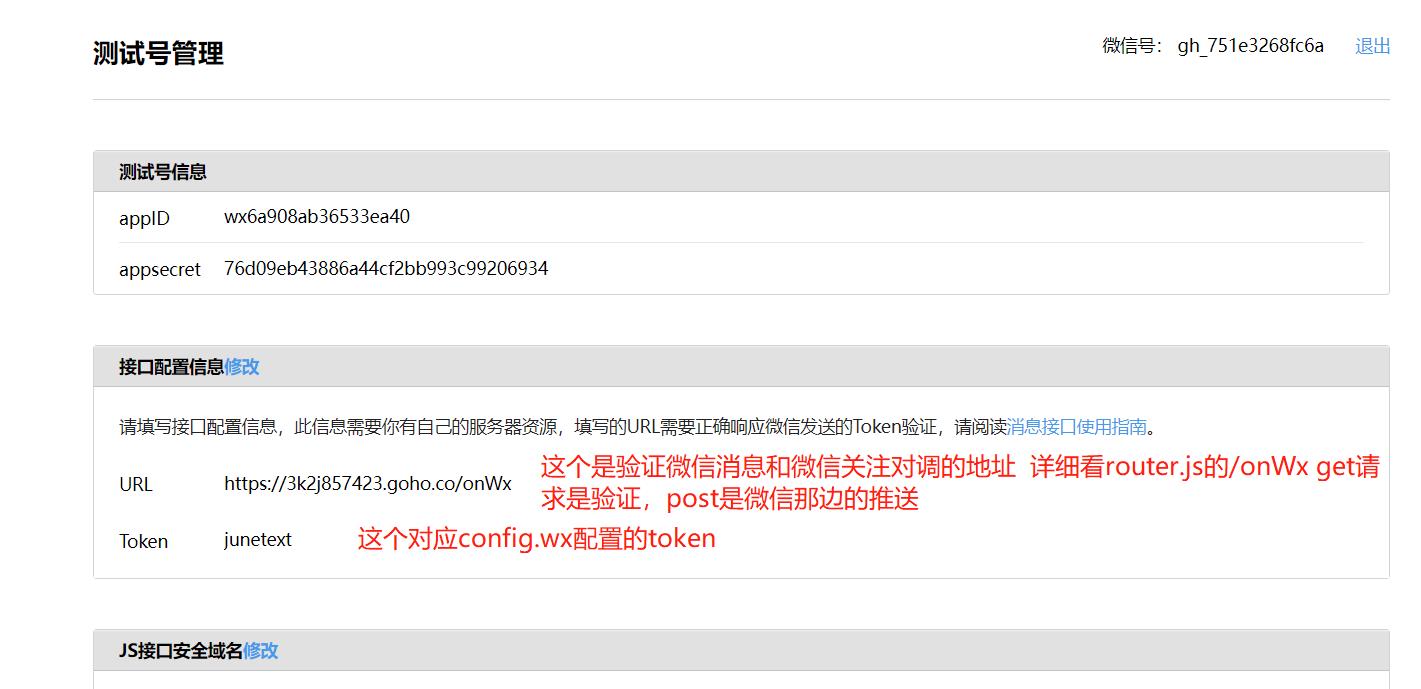 测试号管理
微信号： gh_751e3268fc6a 退出
测试号信息
appID wx6a908ab36533ea40
appsecret 76d09eb43886a44cf2bb993c99206934
接口配置信息修改
请填写接口配置信息，此信息需要你有自己的服务器资源，填写的URL需要正确响应微信发送的Token验证，请阅读消息接口使用指南。
URL https://3k2j857423.goho.co/onWx
这个是验证微信消息和微信关注对调的地址 详细看router.js的/onWx get请
求是验证，post是微信那边的推送
Token junetext 这个对应config.wx配置的token
JS接口安全域名修改